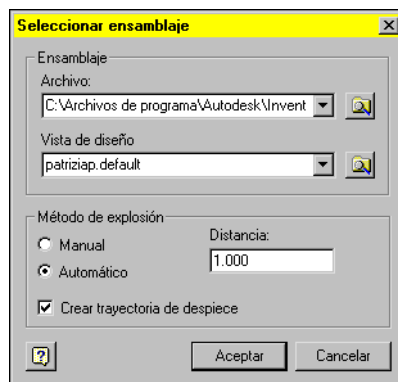 Seleccionar ensamblaje
Ensamblaje
Archivo:
C:\Archivos de programa\Autodesk\Invent
Vista de diseño
patriziap.default
Método de explosión
Manual
Distancia:
Automático
1.000
Crear trayectoria de despiece
Aceptar
Cancelar